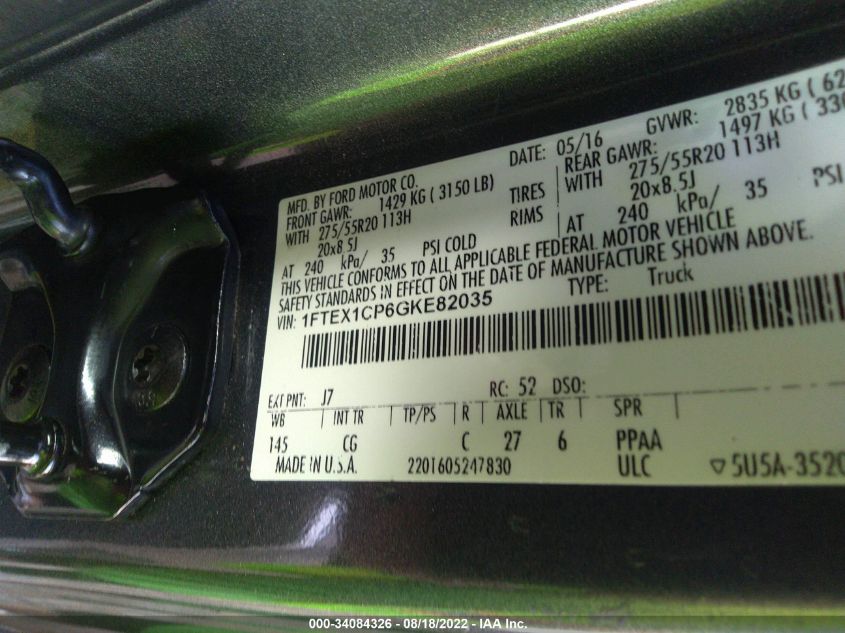 MFD. BY FORD MOTOR CO. DATE: 05/16 GVWR: 2835 KG ( 62
FRONT GAWR: 1429 KG ( 3150 LB) REAR GAWR: 1497 KG ( 330
WITH 275/55R20 113H TIRES WITH 275/55R20 113H
20x8.5J RIMS 20x8.5J
AT 240 kPa/ 35 PSI COLD AT 240 kPa/ 35 PSI
THIS VEHICLE CONFORMS TO ALL APPLICABLE FEDERAL MOTOR VEHICLE
SAFETY STANDARDS IN EFFECT ON THE DATE OF MANUFACTURE SHOWN ABOVE.
VIN: 1FTEX1CP6GKE82035 TYPE: Truck
EXT PNT: J7 RC: 52 DSO:
WB INT TR TP/PS R AXLE TR SPR
145 CG C 27 6 PPAA
MADE IN U.S.A. 2201605247830 ULC ▽5U5A-3520
000-34084326 - 08/18/2022 - IAA Inc.